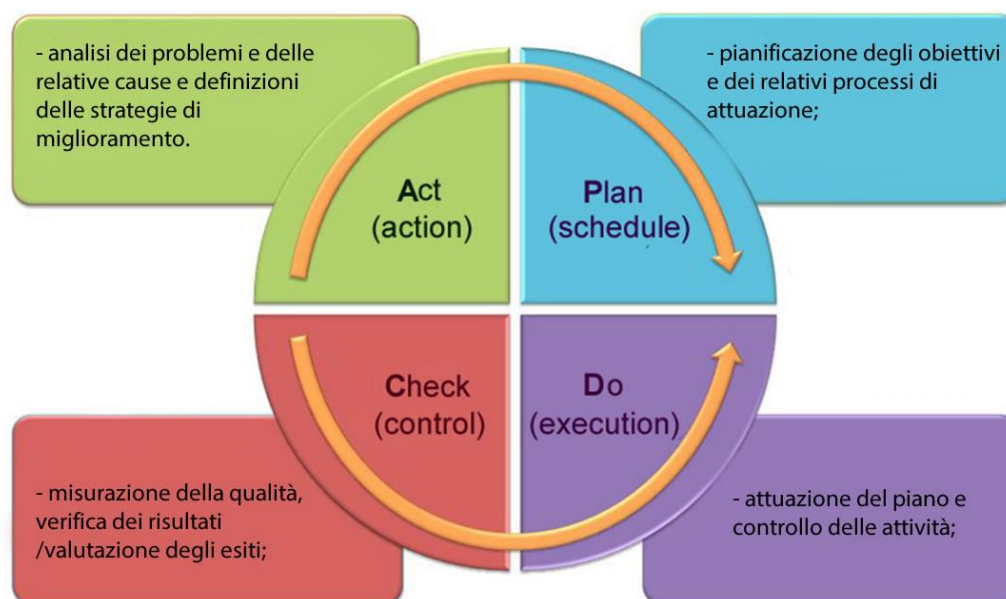 - analisi dei problemi e delle
relative cause e definizioni
delle strategie di
miglioramento.
- pianificazione degli obiettivi
e dei relativi processi di
attuazione;
Act
(action)
Plan
(schedule)
Check
(control)
Do
(execution)
- misurazione della qualità,
verifica dei risultati
/valutazione degli esiti;
- attuazione del piano e
controllo delle attività;